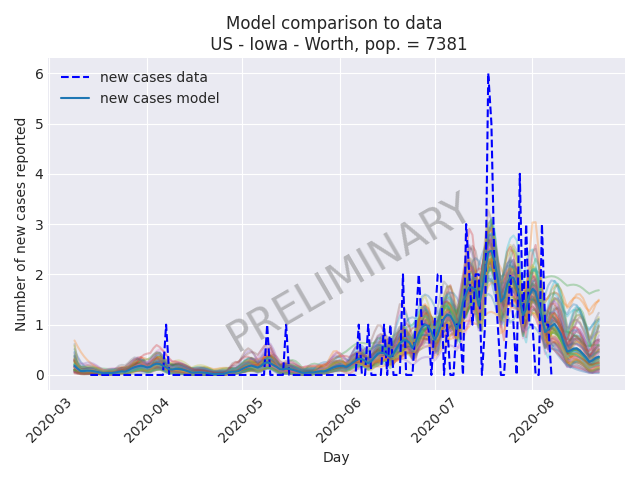 Model comparison to data
US - Iowa - Worth, pop. = 7381
new cases data
new cases model
Number of new cases reported
6
5
4
3
2
1
0
PRELIMINARY
2020-03
2020-04
2020-05
2020-06
2020-07
2020-08
Day